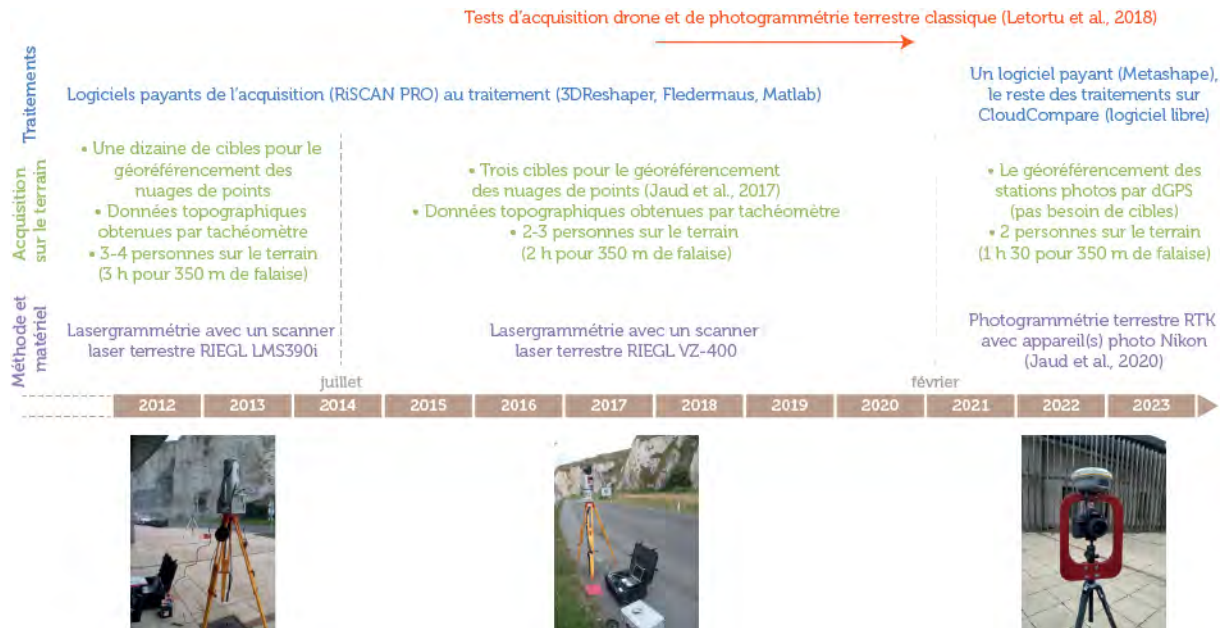 Tests d'acquisition drone et de photogrammétrie terrestre classique (Letortu et al., 2018)
Traitements
Logiciels payants de l'acquisition (RiSCAN PRO) au traitement (3DReshaper, Fledermaus, Matlab)
Un logiciel payant (Metashape),
le reste des traitements sur
CloudCompare (logiciel libre)
Acquisition
sur le terrain
• Une dizaine de cibles pour le
géoréférencement des
nuages de points
• Données topographiques
obtenues par tachéomètre
• 3-4 personnes sur le terrain
(3 h pour 350 m de falaise)
• Trois cibles pour le géoréférencement
des nuages de points (Jaud et al., 2017)
• Données topographiques obtenues par tachéomètre
• 2-3 personnes sur le terrain
(2 h pour 350 m de falaise)
• Le géoréférencement des
stations photos par dGPS
(pas besoin de cibles)
• 2 personnes sur le terrain
(1 h 30 pour 350 m de falaise)
Méthode et
matériel
Lasergrammétrie avec un scanner
laser terrestre RIEGL LMS390i
Lasergrammétrie avec un scanner
laser terrestre RIEGL VZ-400
Photogrammétrie terrestre RTK
avec appareil(s) photo Nikon
(Jaud et al., 2020)
juillet
février
2012
2013
2014
2015
2016
2017
2018
2019
2020
2021
2022
2023